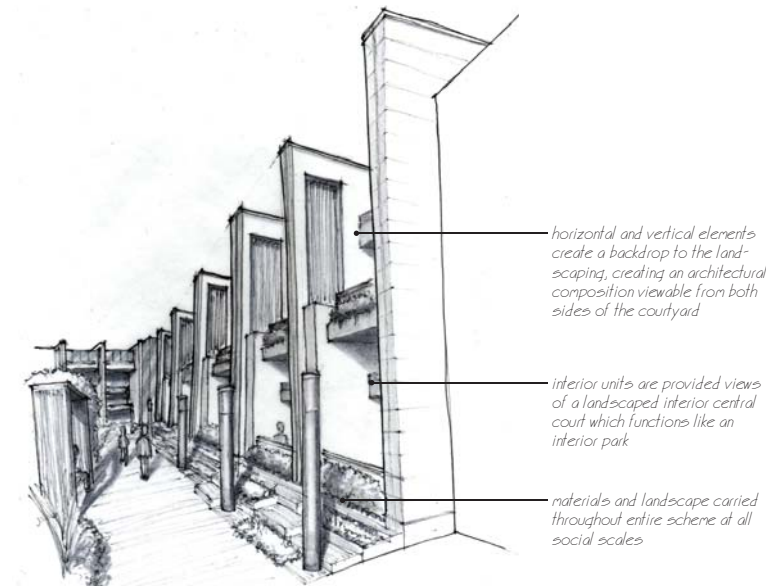 horizontal and vertical elements
create a backdrop to the land-
scaping, creating an architectural
composition viewable from both
sides of the courtyard
interior units are provided views
of a landscaped interior central
court which functions like an
interior park
materials and landscape carried
throughout entire scheme at all
social scales